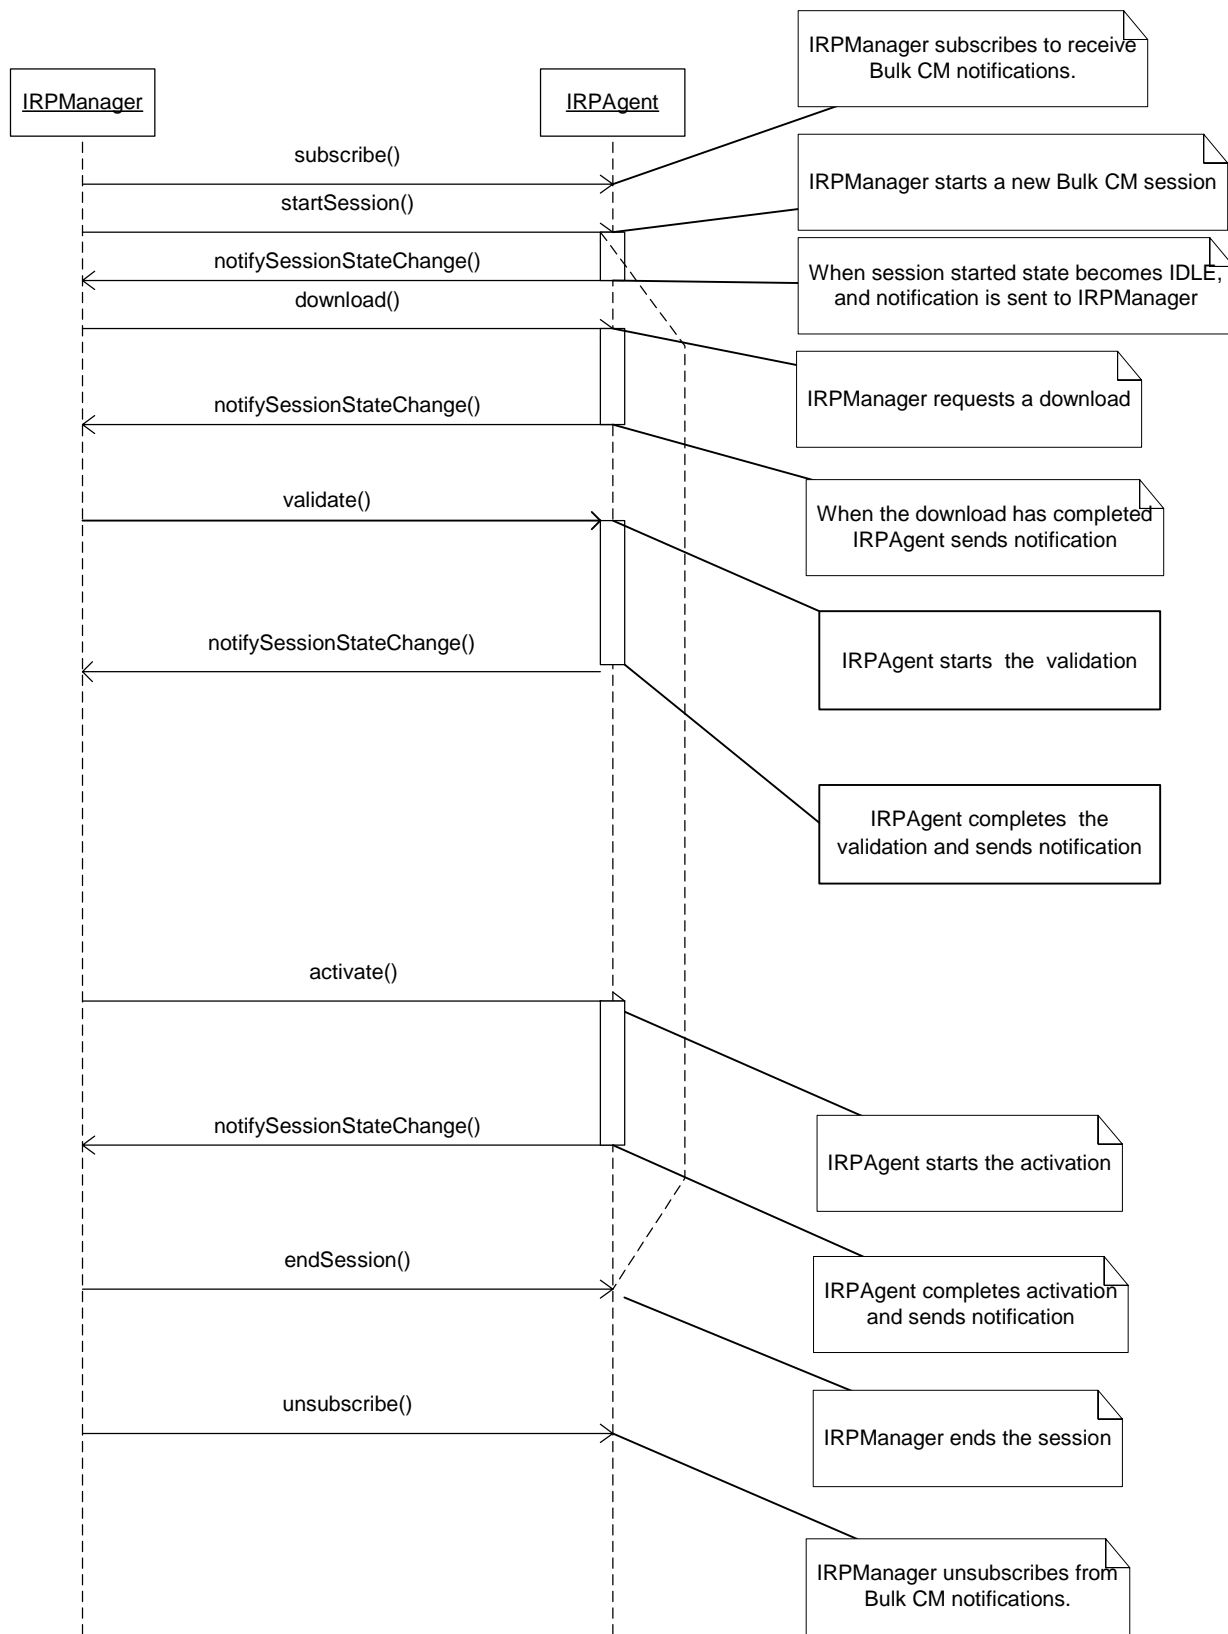 IRPManager subscribes to receive
Bulk CM notifications.
IRPManager
IRPAgent
subscribe()
IRPManager starts a new Bulk CM session
startSession()
notifySessionStateChange()
When session started state becomes IDLE,
and notification is sent to IRPManager
download()
IRPManager requests a download
notifySessionStateChange()
validate()
When the download has completed
IRPAgent sends notification
notifySessionStateChange()
IRPAgent starts the validation
IRPAgent completes the
validation and sends notification
activate()
notifySessionStateChange()
IRPAgent starts the activation
endSession()
IRPAgent completes activation
and sends notification
unsubscribe()
IRPManager ends the session
IRPManager unsubscribes from
Bulk CM notifications.